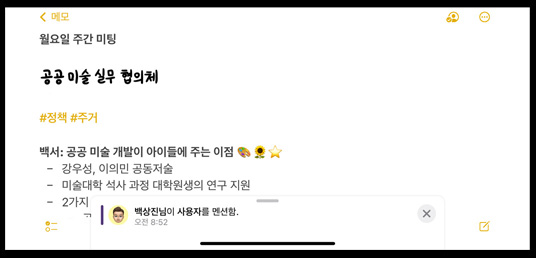 메모
월요일 주간 미팅
공공 미술 실무 협의체
#정책 #주거
백서: 공공 미술 개발이 아이들에 주는 이점 🎨🌻⭐
– 강우성, 이의민 공동저술
– 미술대학 석사 과정 대학원생의 연구 지원
– 2가지
백상진님이 사용자를 멘션함.
오전 8:52